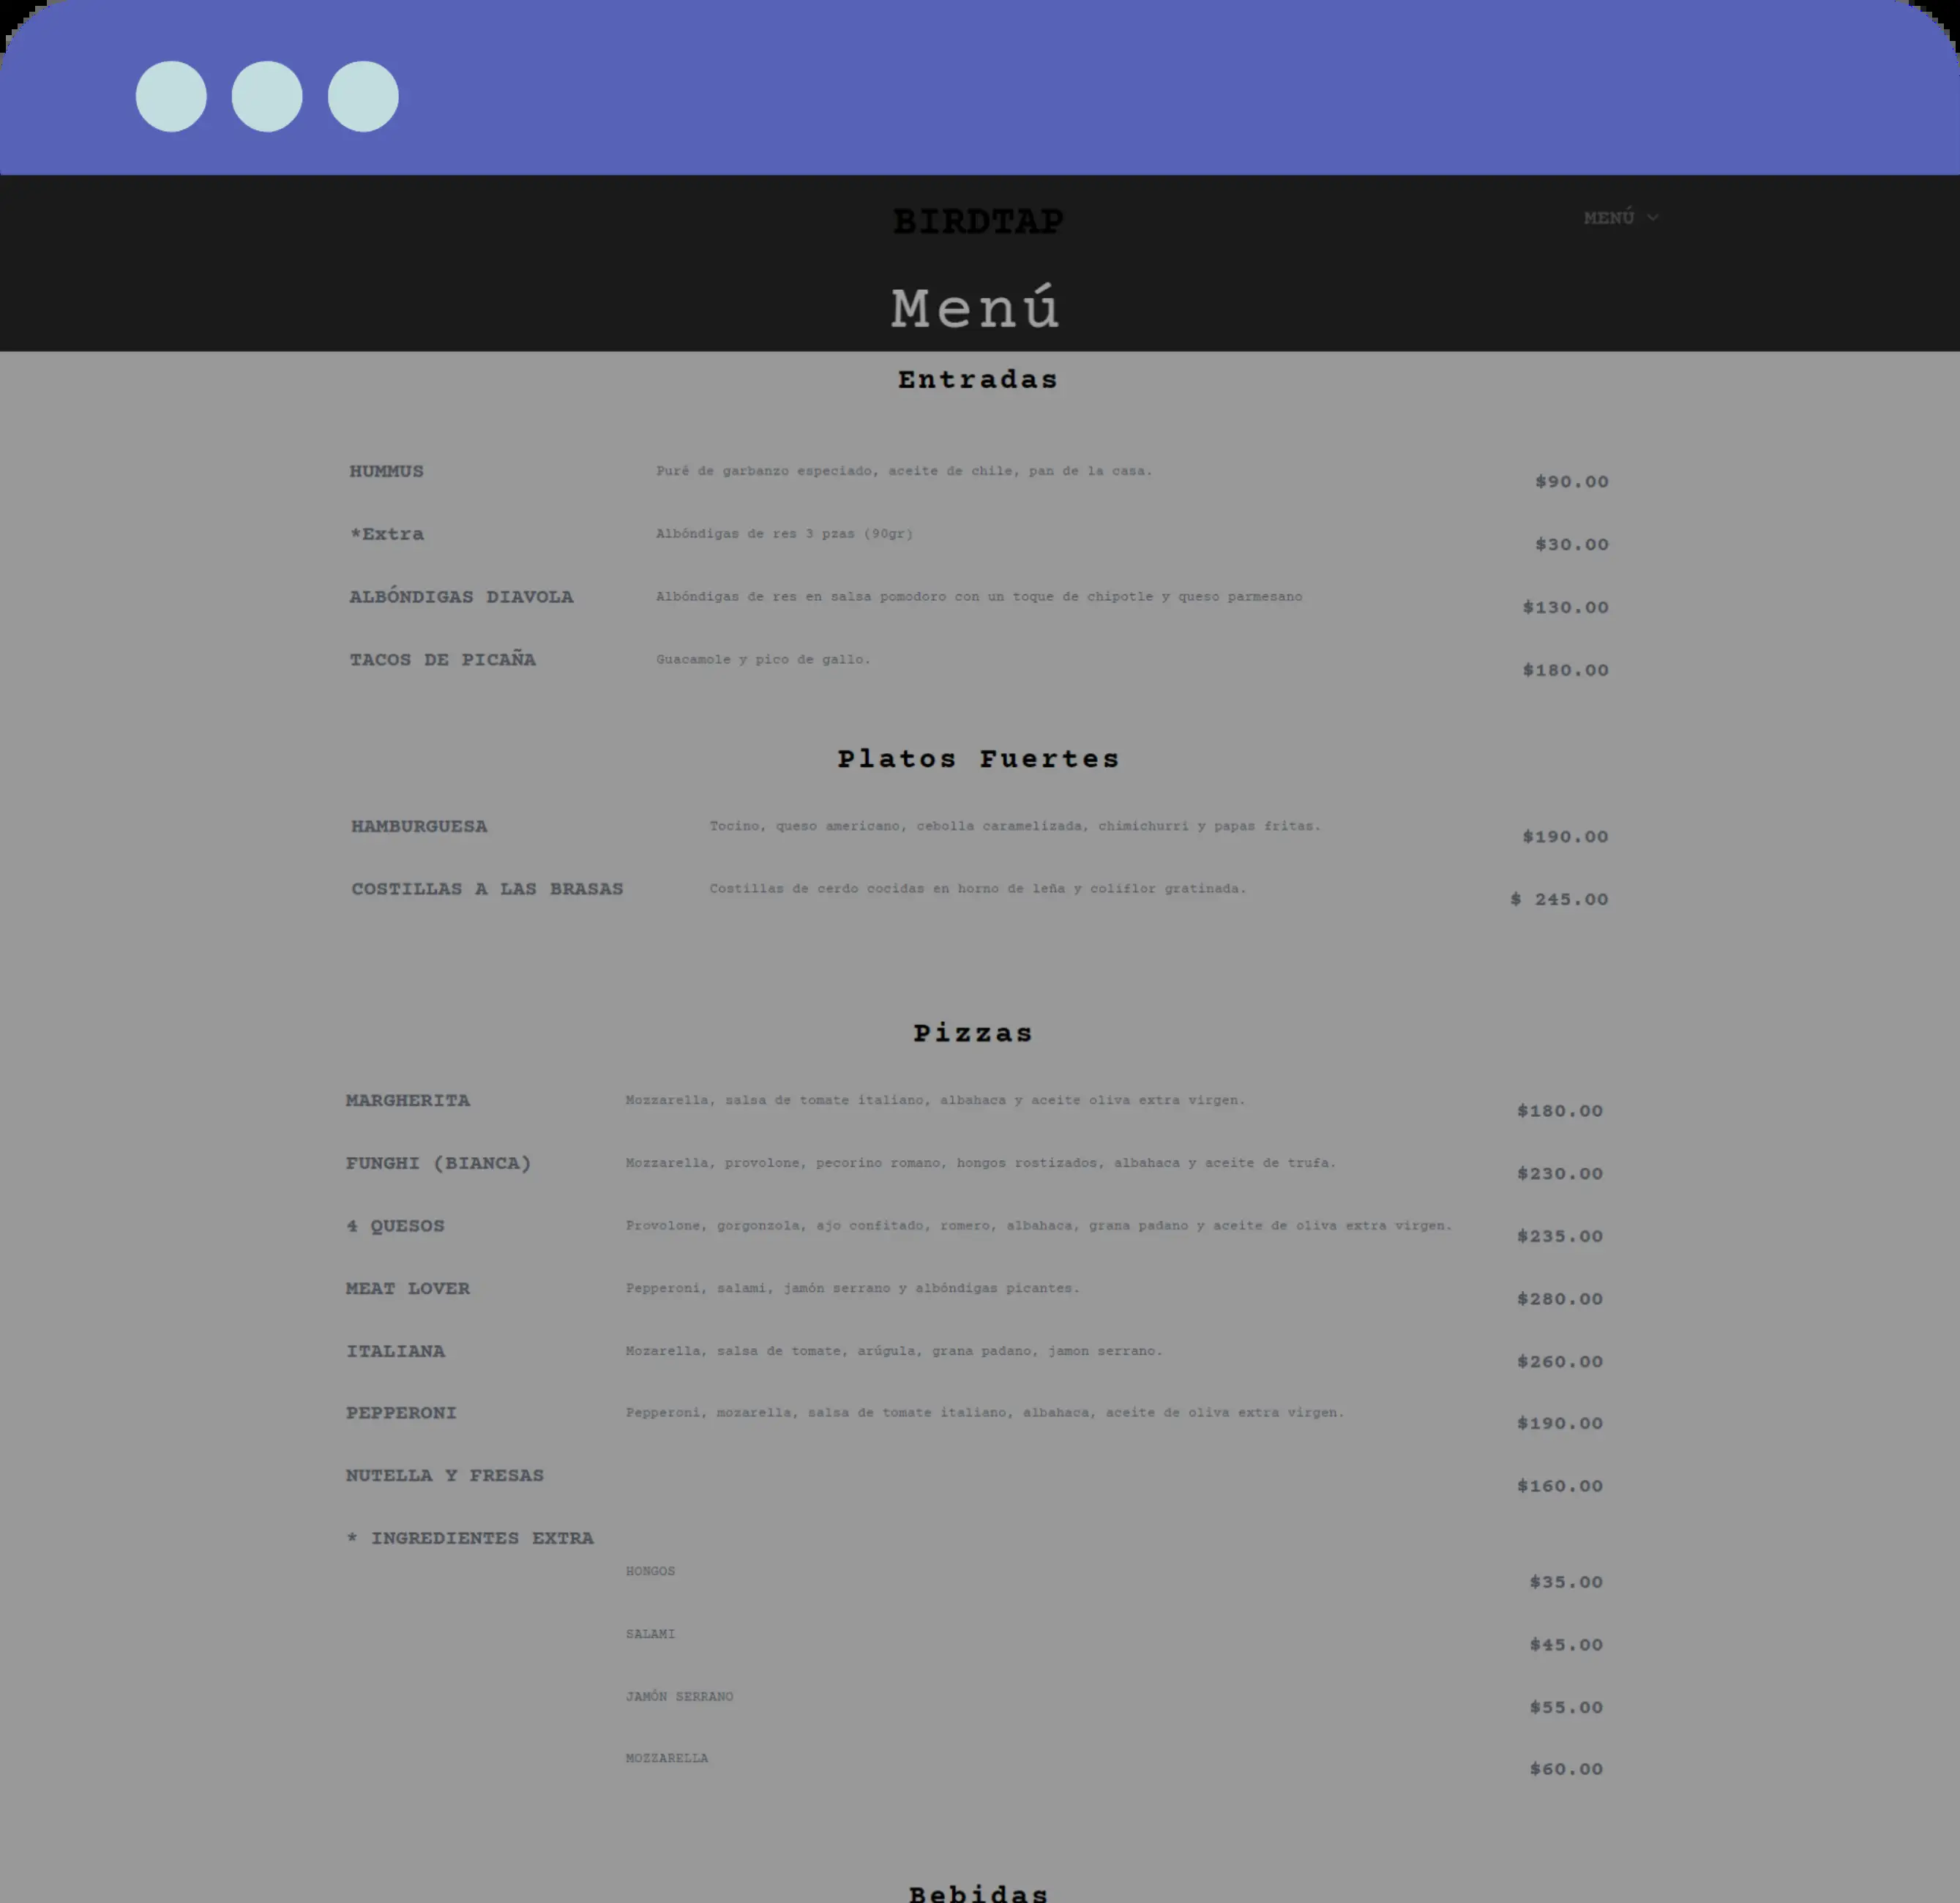 BIRDTAP
MENÚ
Menú
Entradas
HUMMUS Puré de garbanzo especiado, aceite de chile, pan de la casa. $90.00
*Extra Albóndigas de res 3 pzas (90gr) $30.00
ALBÓNDIGAS DIAVOLA Albóndigas de res en salsa pomodoro con un toque de chipotle y queso parmesano $130.00
TACOS DE PICAÑA Guacamole y pico de gallo. $180.00
Platos Fuertes
HAMBURGUESA Tocino, queso americano, cebolla caramelizada, chimichurri y papas fritas. $190.00
COSTILLAS A LAS BRASAS Costillas de cerdo cocidas en horno de leña y coliflor gratinada. $ 245.00
Pizzas
MARGHERITA Mozzarella, salsa de tomate italiano, albahaca y aceite oliva extra virgen. $180.00
FUNGHI (BIANCA) Mozzarella, provolone, pecorino romano, hongos rostizados, albahaca y aceite de trufa. $230.00
4 QUESOS Provolone, gorgonzola, ajo confitado, romero, albahaca, grana padano y aceite de oliva extra virgen. $235.00
MEAT LOVER Pepperoni, salami, jamón serrano y albóndigas picantes. $280.00
ITALIANA Mozarella, salsa de tomate, arúgula, grana padano, jamon serrano. $260.00
PEPPERONI Pepperoni, mozarella, salsa de tomate italiano, albahaca, aceite de oliva extra virgen. $190.00
NUTELLA Y FRESAS $160.00
* INGREDIENTES EXTRA
HONGOS $35.00
SALAMI $45.00
JAMÓN SERRANO $55.00
MOZZARELLA $60.00
Bebidas